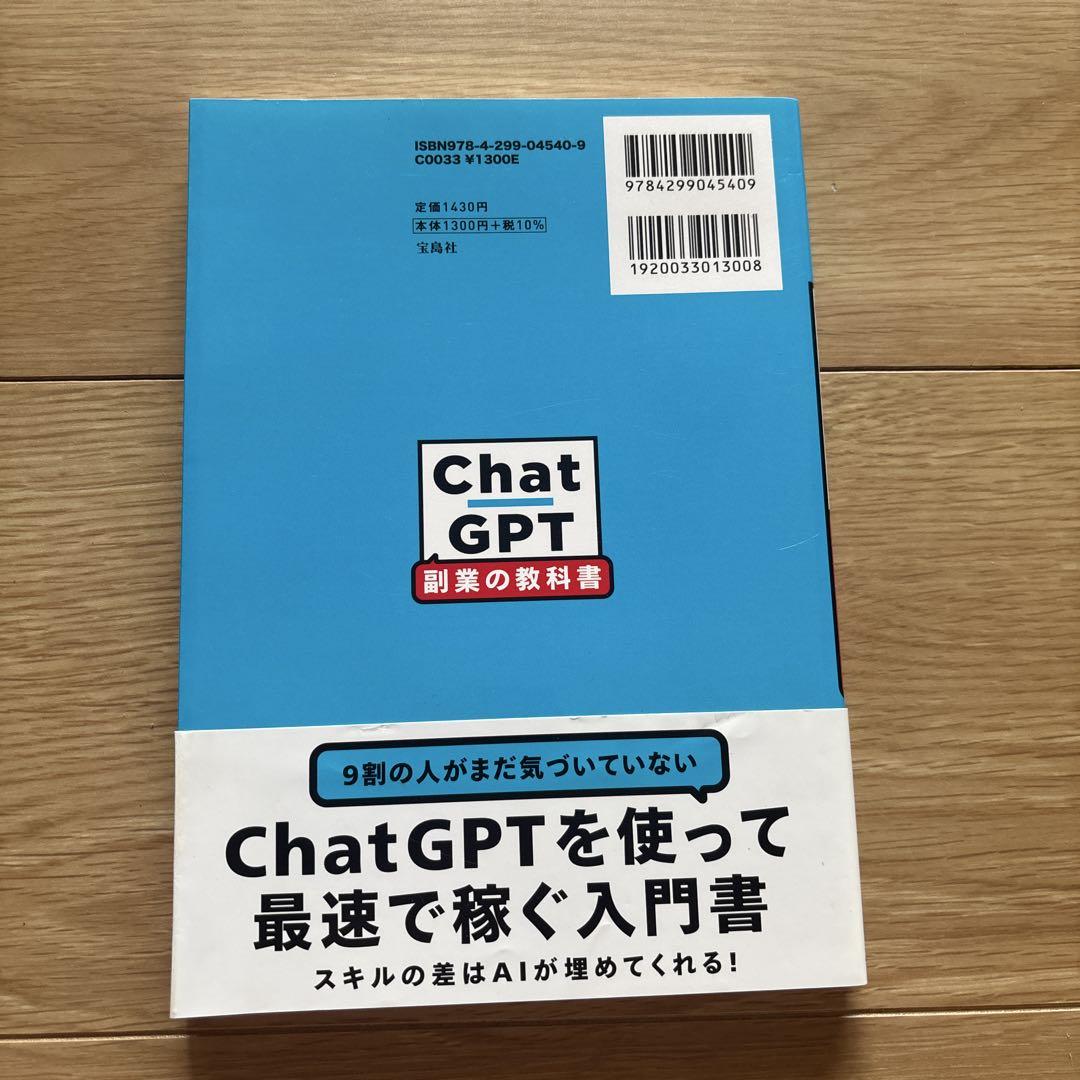 ISBN978-4-299-04540-9
C0033 ¥1300E
定価1430円
本体1300円+税10%
宝島社
9784299045409
1920033013008
Chat
GPT
副業の教科書
9割の人がまだ気づいていない
ChatGPTを使って
最速で稼ぐ入門書
スキルの差はAIが埋めてくれる!